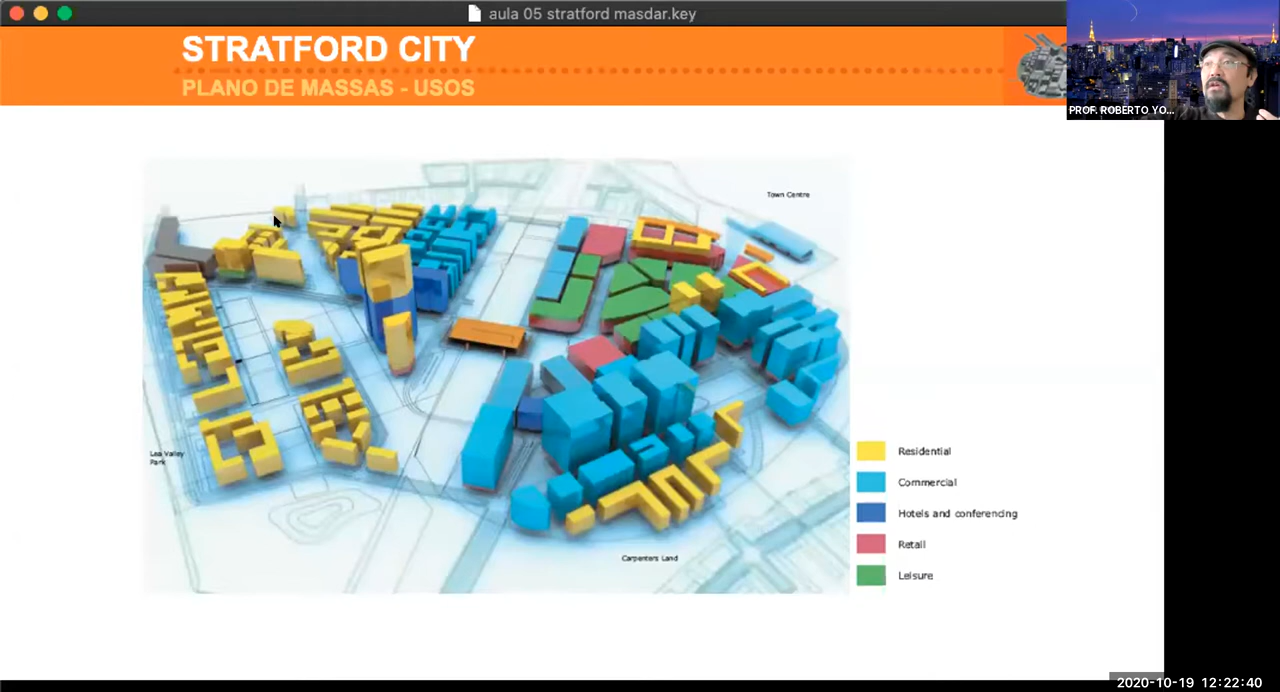 aula 05 stratford masdar.key
STRATFORD CITY
PLANO DE MASSAS - USOS
PROF. ROBERTO YO...
Town Centre
Lea Valley
Park
Carpenters Land
Residential
Commercial
Hotels and conferencing
Retail
Leisure
2020-10-19 12:22:40